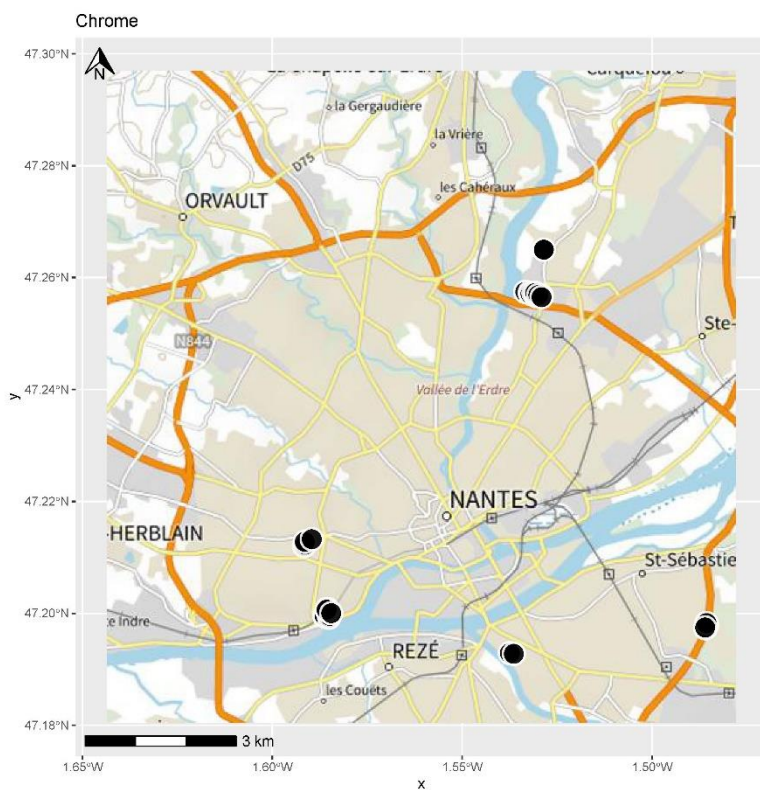 Chrome
47.30°N
N
la Gergaudière
la Vrière
47.28°N
D75
les Cahéraux
ORVAULT
47.26°N
Ste-
N844
47.24°N
Vallée de l'Erdre
y
NANTES
47.22°N
-HERBLAIN
St-Sébastie
47.20°N
te Indre
REZÉ
les Couëts
47.18°N
3 km
1.65°W
1.60°W
1.55°W
1.50°W
x